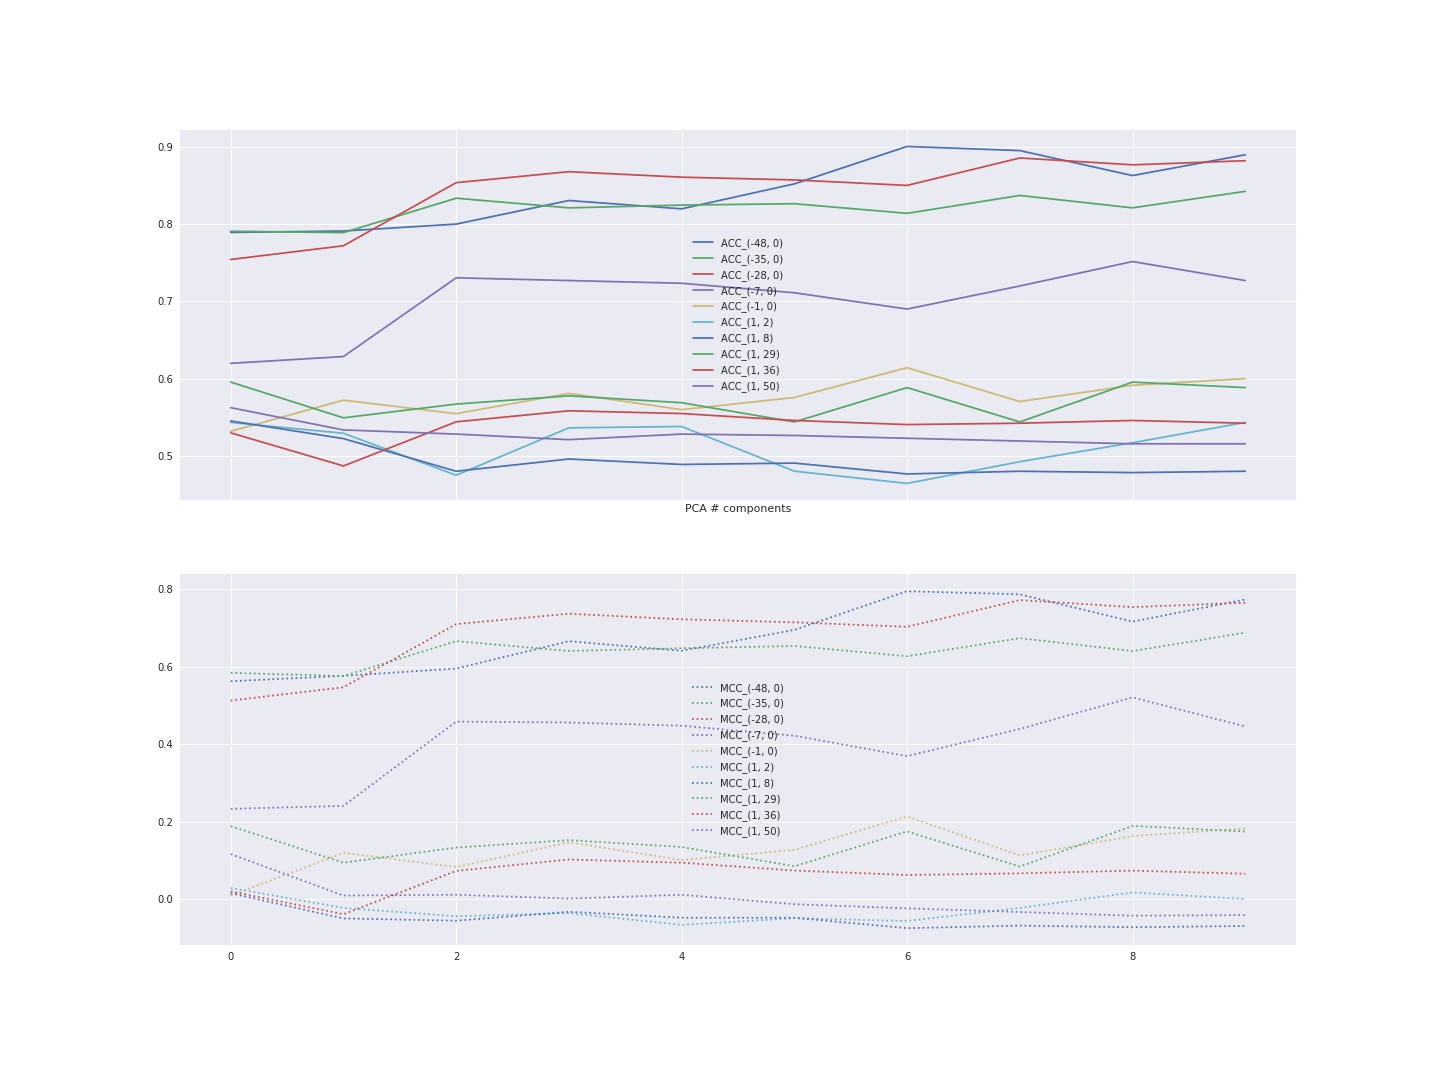 0.9
0.8
0.7
0.6
0.5
ACC_(-48, 0)
ACC_(-35, 0)
ACC_(-28, 0)
ACC_(-7, 0)
ACC_(-1, 0)
ACC_(1, 2)
ACC_(1, 8)
ACC_(1, 29)
ACC_(1, 36)
ACC_(1, 50)
PCA # components
0.8
0.6
0.4
0.2
0.0
MCC_(-48, 0)
MCC_(-35, 0)
MCC_(-28, 0)
MCC_(-7, 0)
MCC_(-1, 0)
MCC_(1, 2)
MCC_(1, 8)
MCC_(1, 29)
MCC_(1, 36)
MCC_(1, 50)
0 2 4 6 8